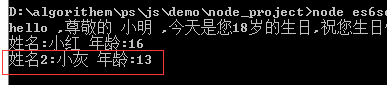 D:\algorithem\ps\js\demo\node_project>node es6s
hello ,尊敬的 小明 ,今天是您18岁的生日,祝您生日
姓名:小红 年龄:16
姓名2:小灰 年龄:13